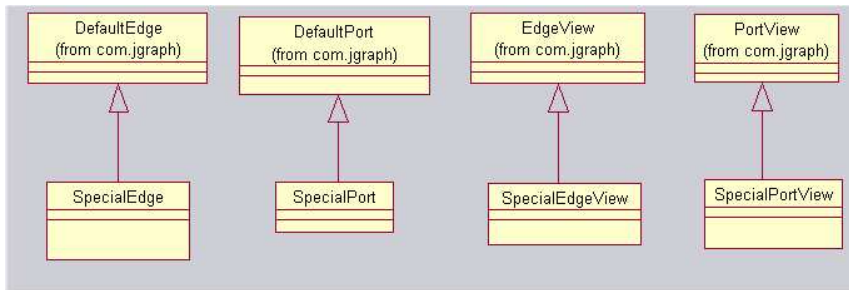 DefaultEdge
(from com.jgraph)
DefaultPort
(from com.jgraph)
EdgeView
(from com.jgraph)
PortView
(from com.jgraph)
SpecialEdge
SpecialPort
SpecialEdgeView
SpecialPortView